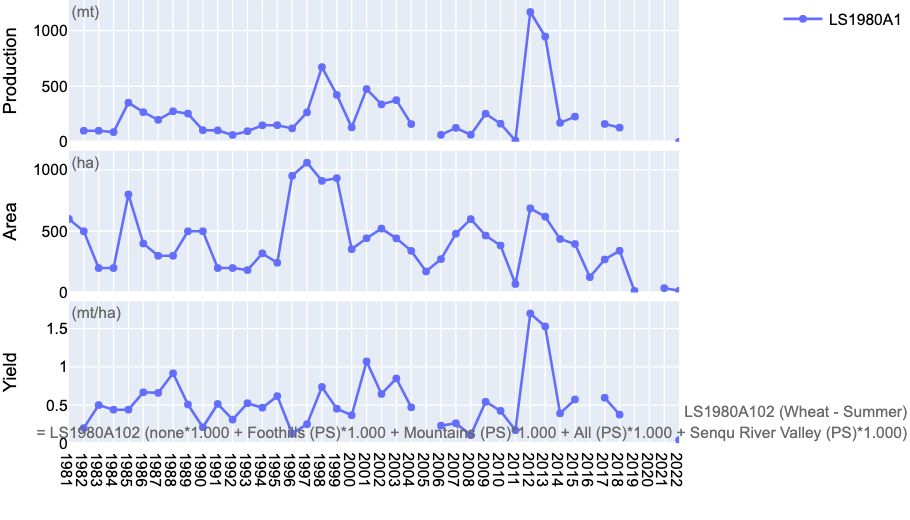 (mt)
LS1980A1
Production
1000
500
0
(ha)
Area
1000
500
0
(mt/ha)
Yield
1.5
1
0.5
0
LS1980A102 (Wheat - Summer)
= LS1980A102 (none*1.000 + Foothills (PS)*1.000 + Mountains (PS)*1.000 + All (PS)*1.000 + Senqu River Valley (PS)*1.000)
1981 1982 1983 1984 1985 1986 1987 1988 1989 1990 1991 1992 1993 1994 1995 1996 1997 1998 1999 2000 2001 2002 2003 2004 2005 2006 2007 2008 2009 2010 2011 2012 2013 2014 2015 2016 2017 2018 2019 2020 2021 2022